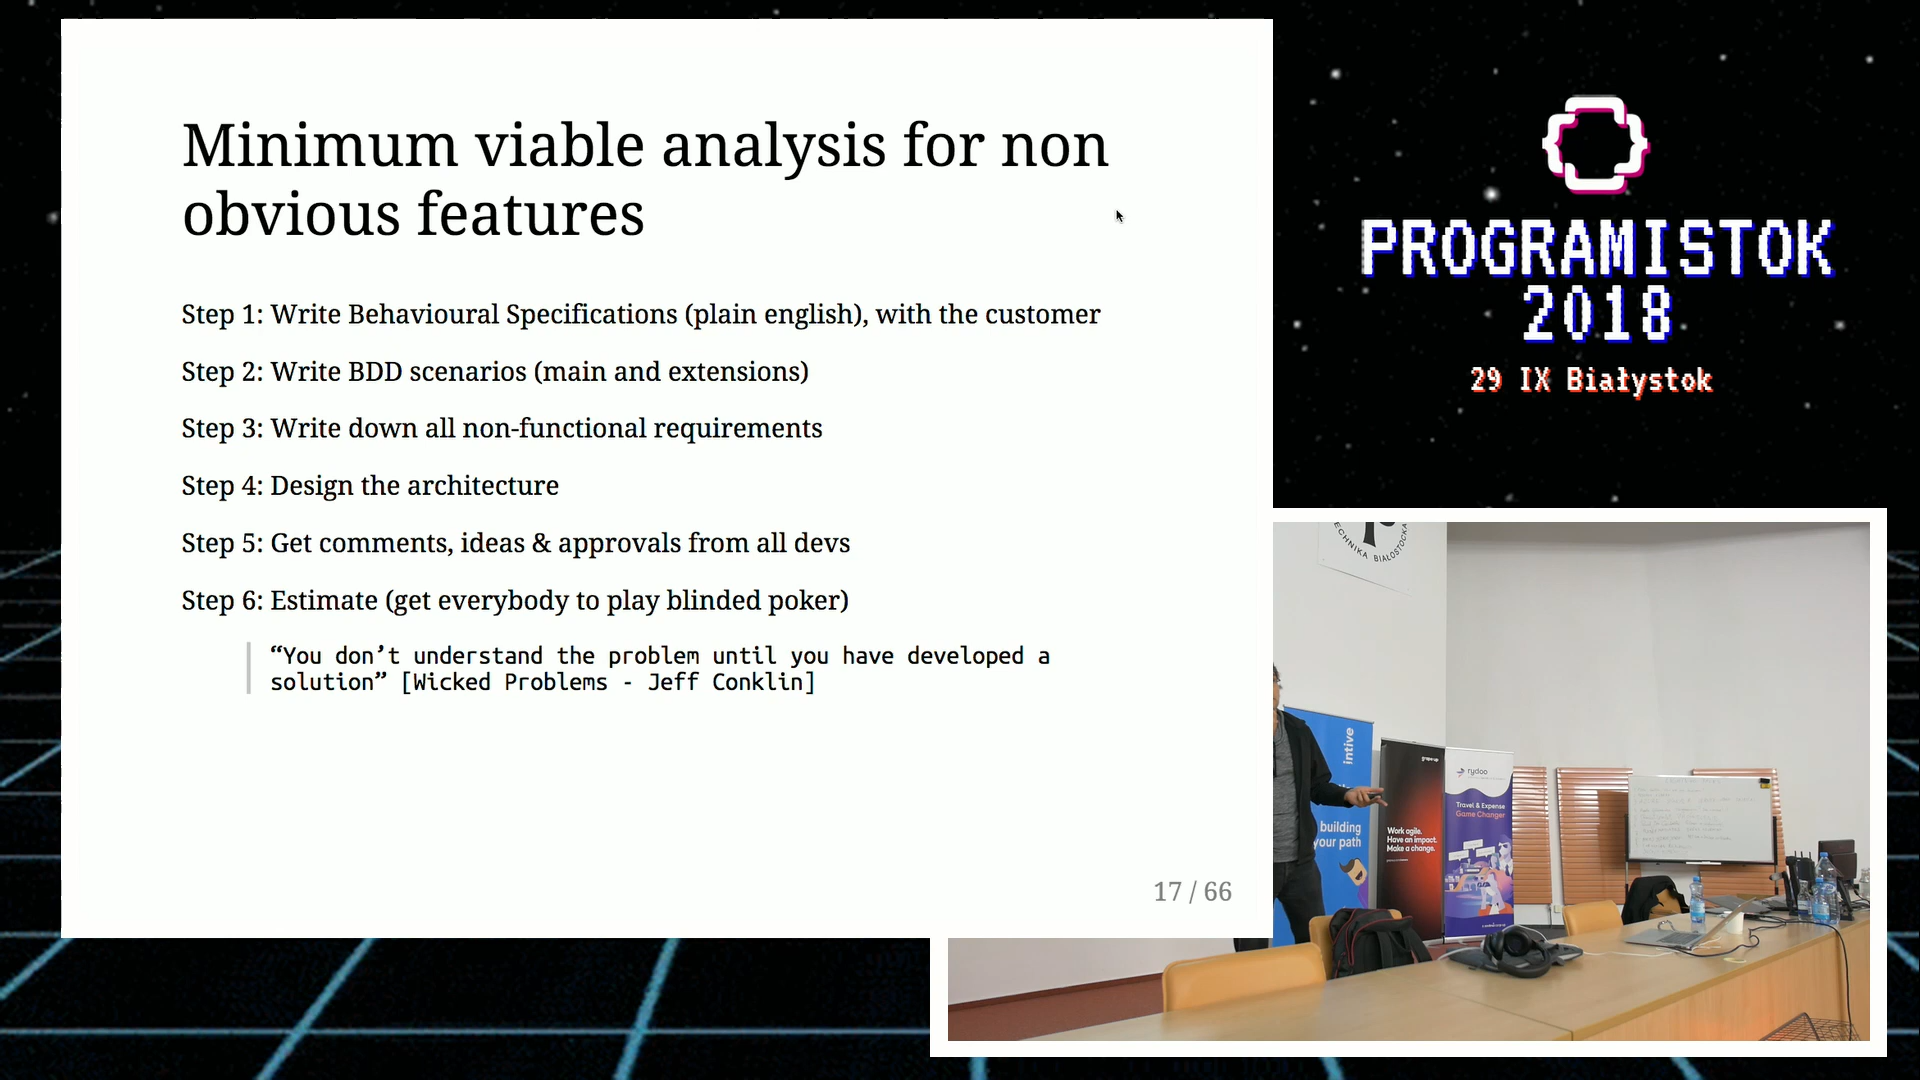 Minimum viable analysis for non
obvious features
Step 1: Write Behavioural Specifications (plain english), with the customer
Step 2: Write BDD scenarios (main and extensions)
Step 3: Write down all non-functional requirements
Step 4: Design the architecture
Step 5: Get comments, ideas & approvals from all devs
Step 6: Estimate (get everybody to play blinded poker)
“You don’t understand the problem until you have developed a
solution” [Wicked Problems - Jeff Conklin]
17 / 66
PROGRAMISTOK
2018
29 IX Białystok
ECHNIKA BIAŁOSTOCK
intive
building
your path
grape up
Work agile.
Have an impact.
Make a change.
rydoo
Travel & Expense
Game Changer